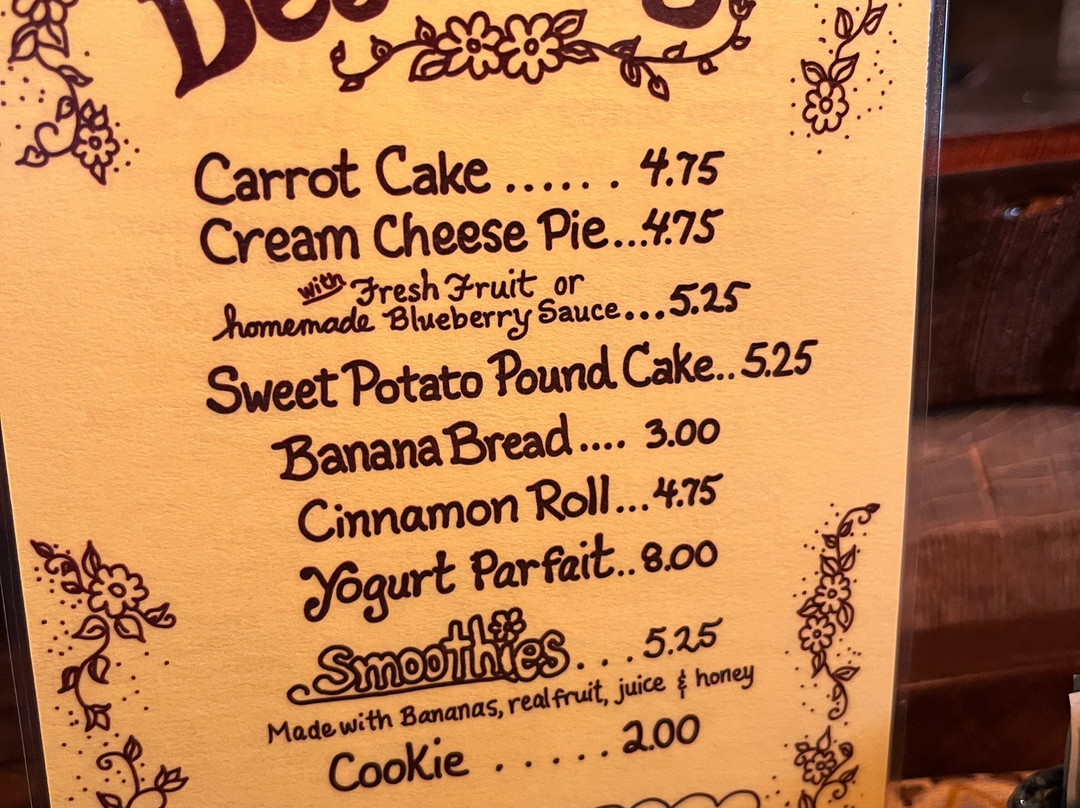 Carrot Cake ...... 4.75
Cream Cheese Pie...4.75
with Fresh Fruit or
homemade Blueberry Sauce...5.25
Sweet Potato Pound Cake..5.25
Banana Bread.... 3.00
Cinnamon Roll...4.75
Yogurt Parfait..8.00
Smoothies...5.25
Made with Bananas, real fruit, juice & honey
Cookie ..... 2.00